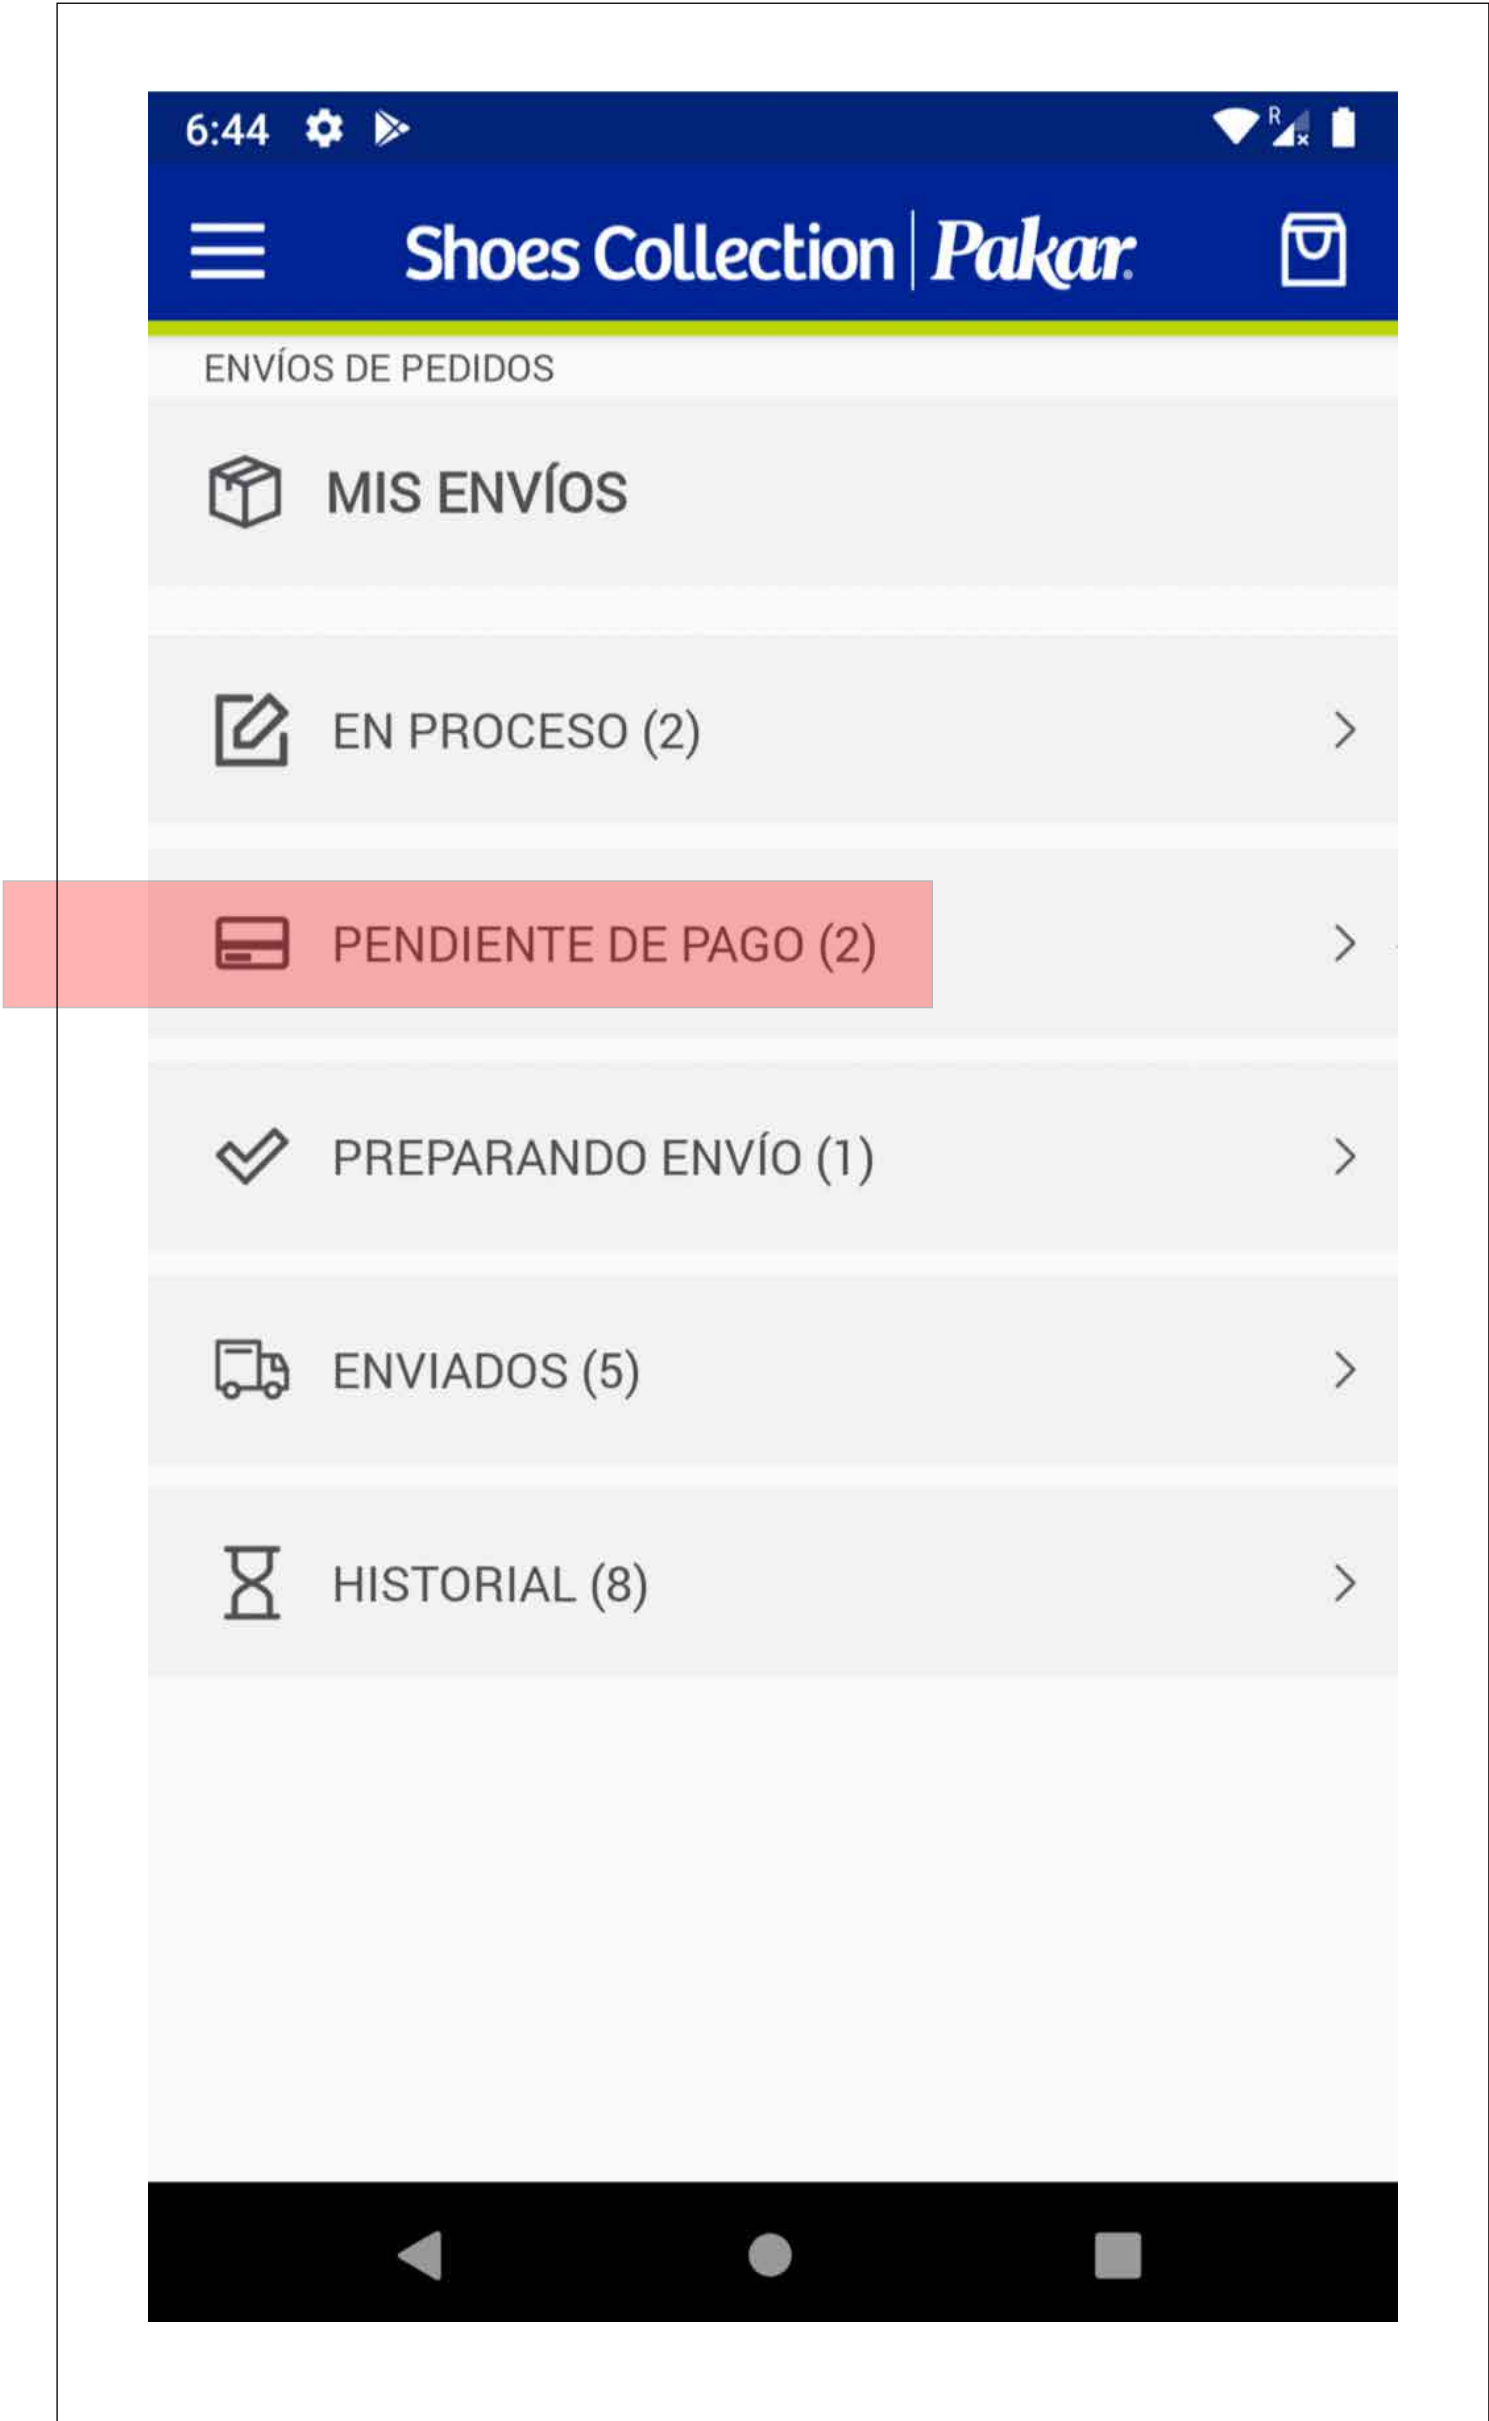 6:44
R
Shoes Collection | Pakar®
ENVÍOS DE PEDIDOS
MIS ENVÍOS
EN PROCESO (2)
PENDIENTE DE PAGO (2)
PREPARANDO ENVÍO (1)
ENVIADOS (5)
HISTORIAL (8)